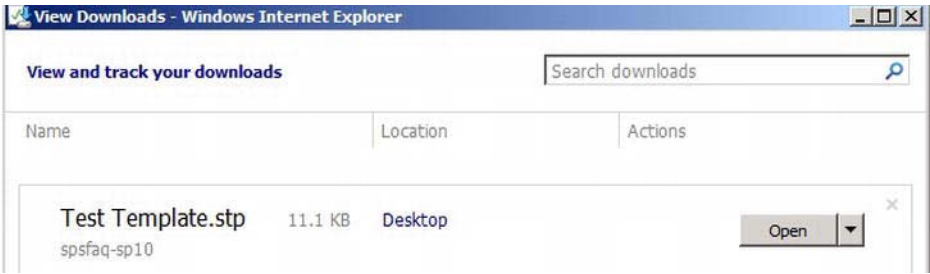 View Downloads - Windows Internet Explorer
View and track your downloads
Search downloads
Name Location Actions
Test Template.stp 11.1 KB Desktop Open
spsfaq-sp10